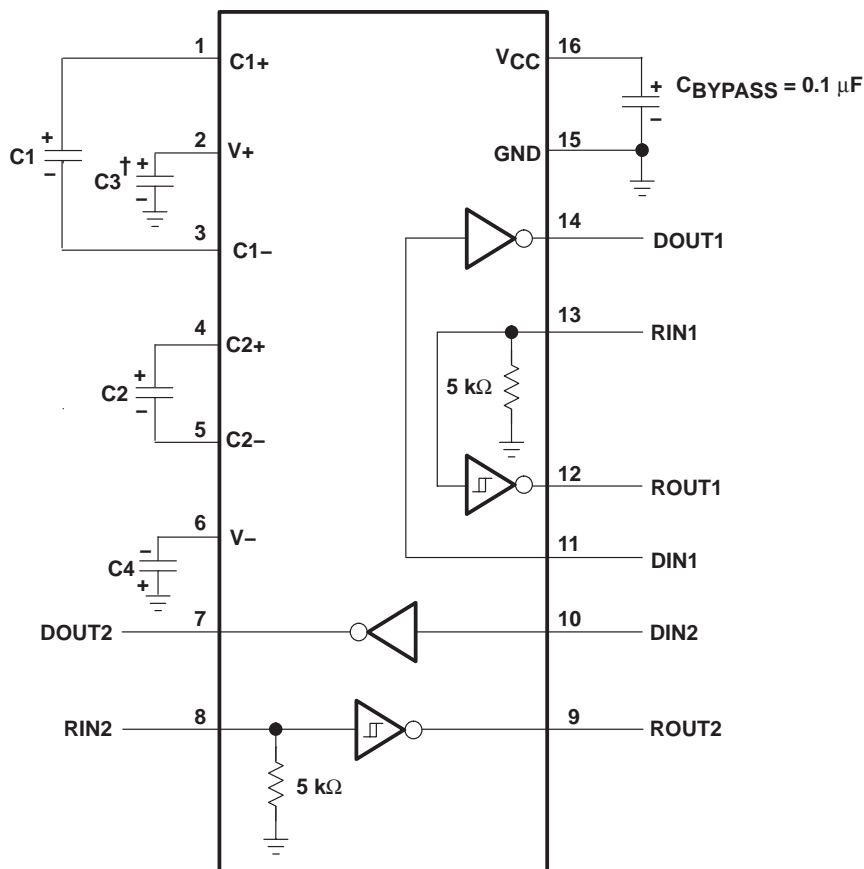 1
C1+
VCC
16
+
CBYPASS = 0.1 μF
−
C1
+
−
2
V+
C3†
+
−
GND
15
3
C1−
14
DOUT1
4
C2+
13
RIN1
C2
+
−
5 kΩ
5
C2−
12
ROUT1
6
V−
11
DIN1
C4
−
+
DOUT2
7
10
DIN2
RIN2
8
9
ROUT2
5 kΩ